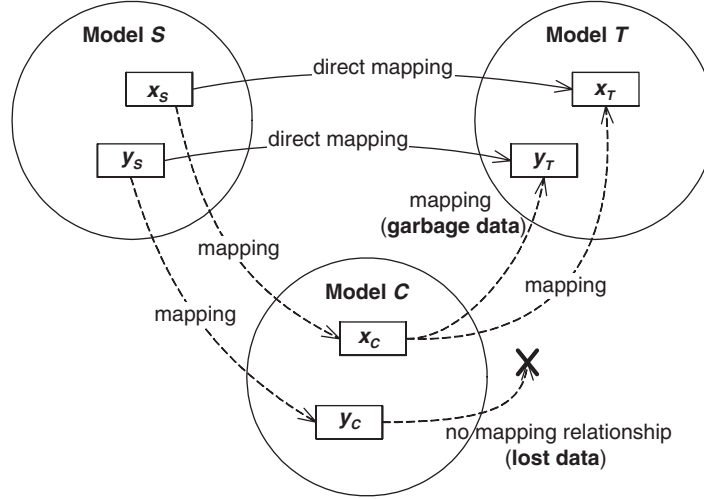 Model S
Model T
direct mapping
x_S
x_T
y_S
direct mapping
y_T
mapping
(garbage data)
mapping
mapping
Model C
mapping
x_C
y_C
no mapping relationship
(lost data)